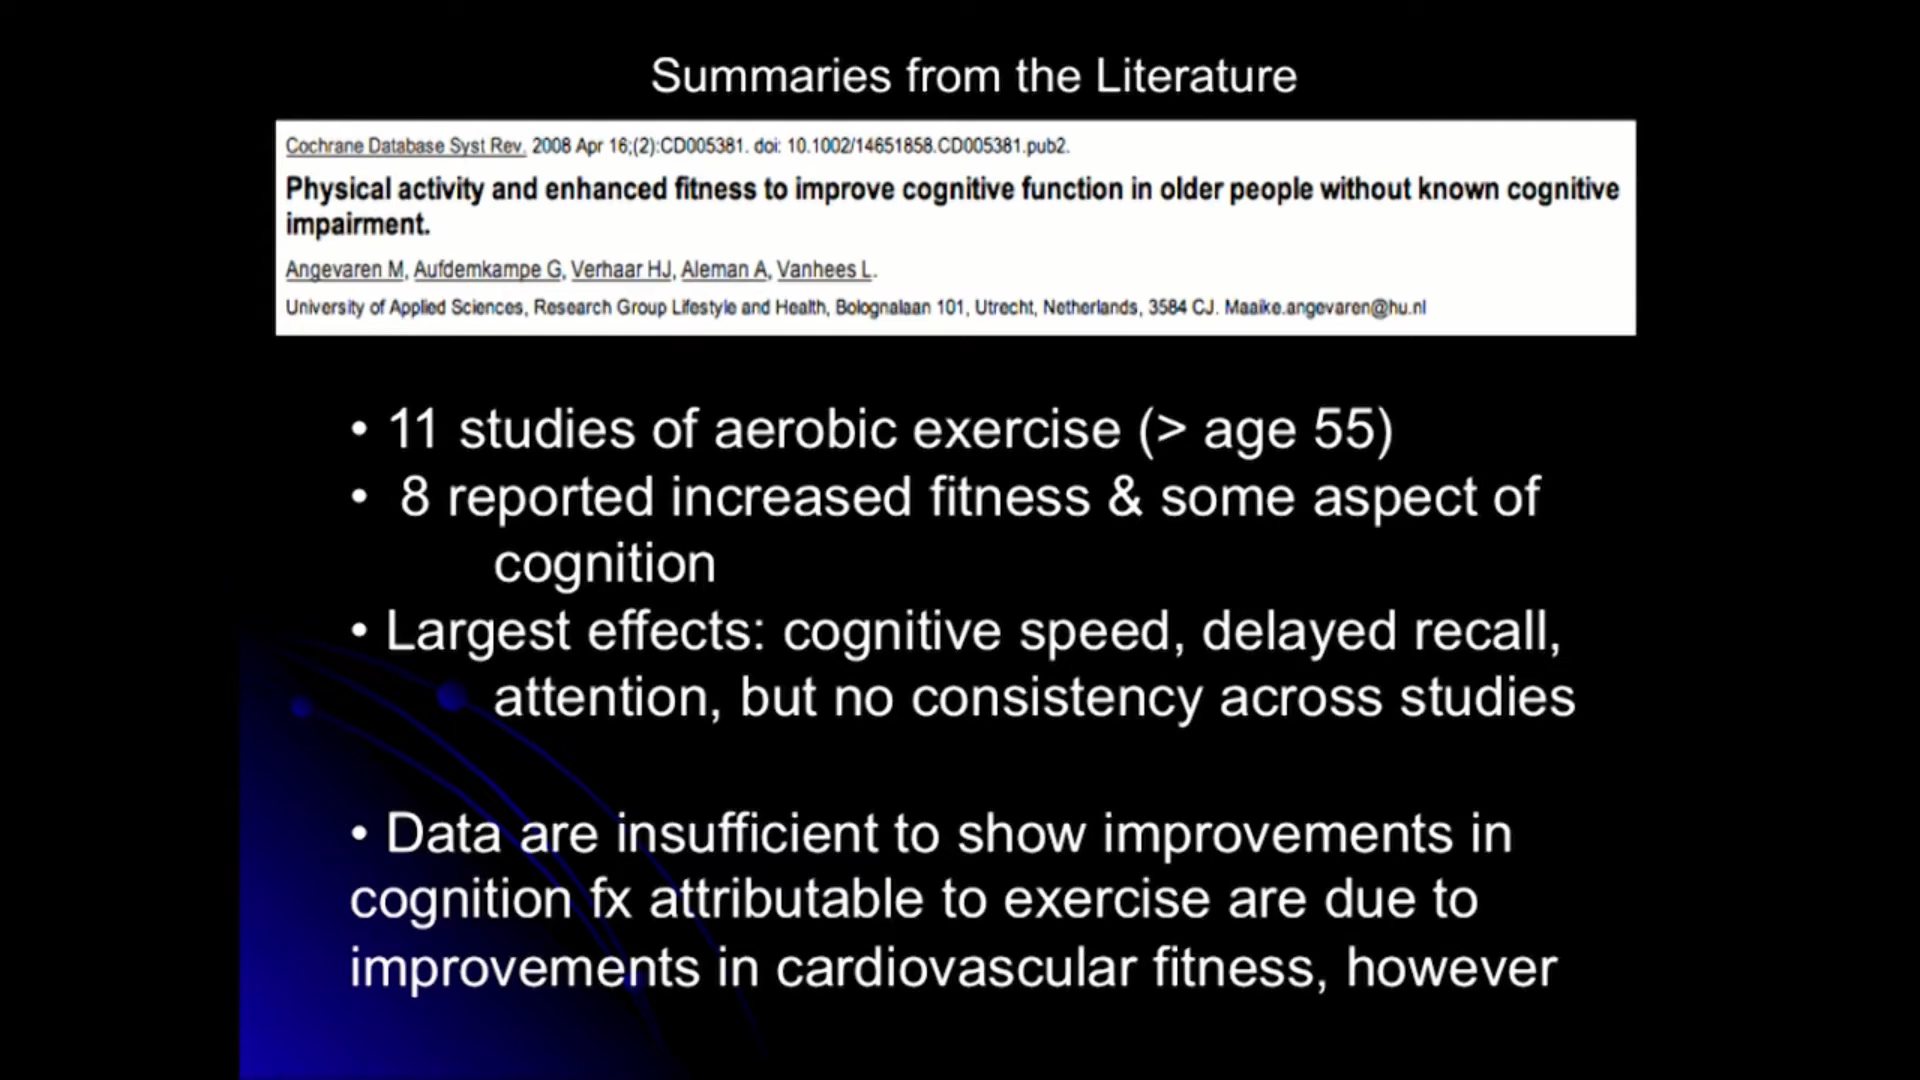 Summaries from the Literature
Cochrane Database Syst Rev. 2008 Apr 16;(2):CD005381. doi: 10.1002/14651858.CD005381.pub2.
Physical activity and enhanced fitness to improve cognitive function in older people without known cognitive
impairment.
Angevaren M, Aufdemkampe G, Verhaar HJ, Aleman A, Vanhees L.
University of Applied Sciences, Research Group Lifestyle and Health, Bolognalaan 101, Utrecht, Netherlands, 3584 CJ. Maaike.angevaren@hu.nl
• 11 studies of aerobic exercise (> age 55)
• 8 reported increased fitness & some aspect of
cognition
• Largest effects: cognitive speed, delayed recall,
attention, but no consistency across studies
• Data are insufficient to show improvements in
cognition fx attributable to exercise are due to
improvements in cardiovascular fitness, however